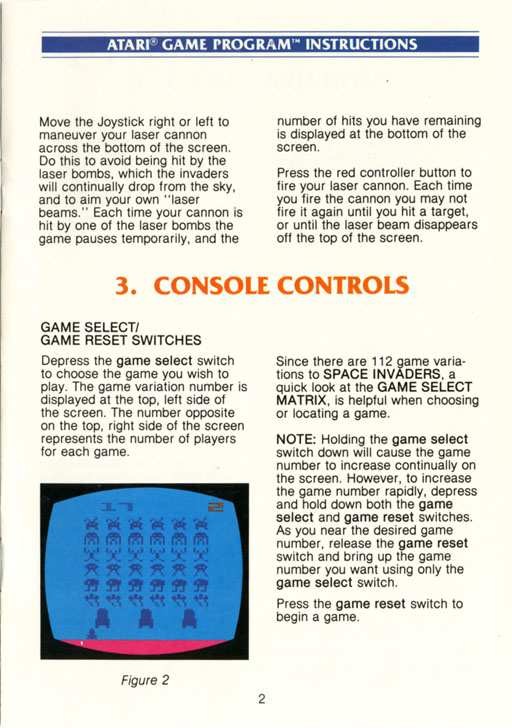 ATARI® GAME PROGRAM™ INSTRUCTIONS
Move the Joystick right or left to
maneuver your laser cannon
across the bottom of the screen.
Do this to avoid being hit by the
laser bombs, which the invaders
will continually drop from the sky,
and to aim your own "laser
beams." Each time your cannon is
hit by one of the laser bombs the
game pauses temporarily, and the
number of hits you have remaining
is displayed at the bottom of the
screen.
Press the red controller button to
fire your laser cannon. Each time
you fire the cannon you may not
fire it again until you hit a target,
or until the laser beam disappears
off the top of the screen.
3. CONSOLE CONTROLS
GAME SELECT/
GAME RESET SWITCHES
Depress the game select switch
to choose the game you wish to
play. The game variation number is
displayed at the top, left side of
the screen. The number opposite
on the top, right side of the screen
represents the number of players
for each game.
17 2
Figure 2
Since there are 112 game varia-
tions to SPACE INVADERS, a
quick look at the GAME SELECT
MATRIX, is helpful when choosing
or locating a game.
NOTE: Holding the game select
switch down will cause the game
number to increase continually on
the screen. However, to increase
the game number rapidly, depress
and hold down both the game
select and game reset switches.
As you near the desired game
number, release the game reset
switch and bring up the game
number you want using only the
game select switch.
Press the game reset switch to
begin a game.
2